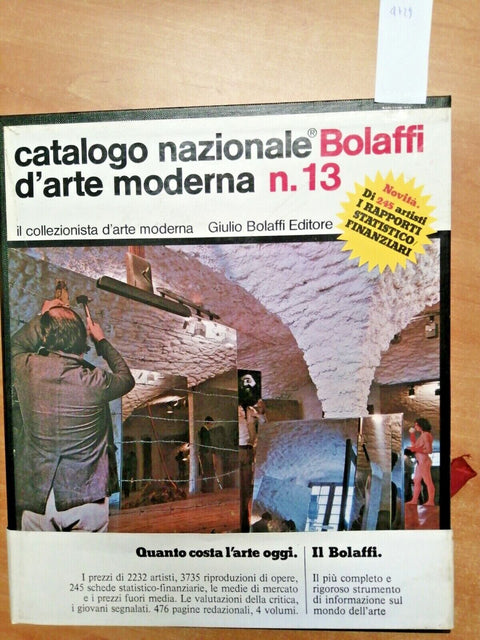 catalogo nazionale® Bolaffi
d'arte moderna n.13
il collezionista d'arte moderna Giulio Bolaffi Editore
Novità.
Di 245 artisti
I RAPPORTI
STATISTICO
FINANZIARI
Quanto costa l'arte oggi.
I prezzi di 2232 artisti, 3735 riproduzioni di opere,
245 schede statistico-finanziarie, le medie di mercato
e i prezzi fuori media. Le valutazioni della critica,
i giovani segnalati. 476 pagine redazionali, 4 volumi.
Il Bolaffi.
Il più completo e
rigoroso strumento
di informazione sul
mondo dell'arte